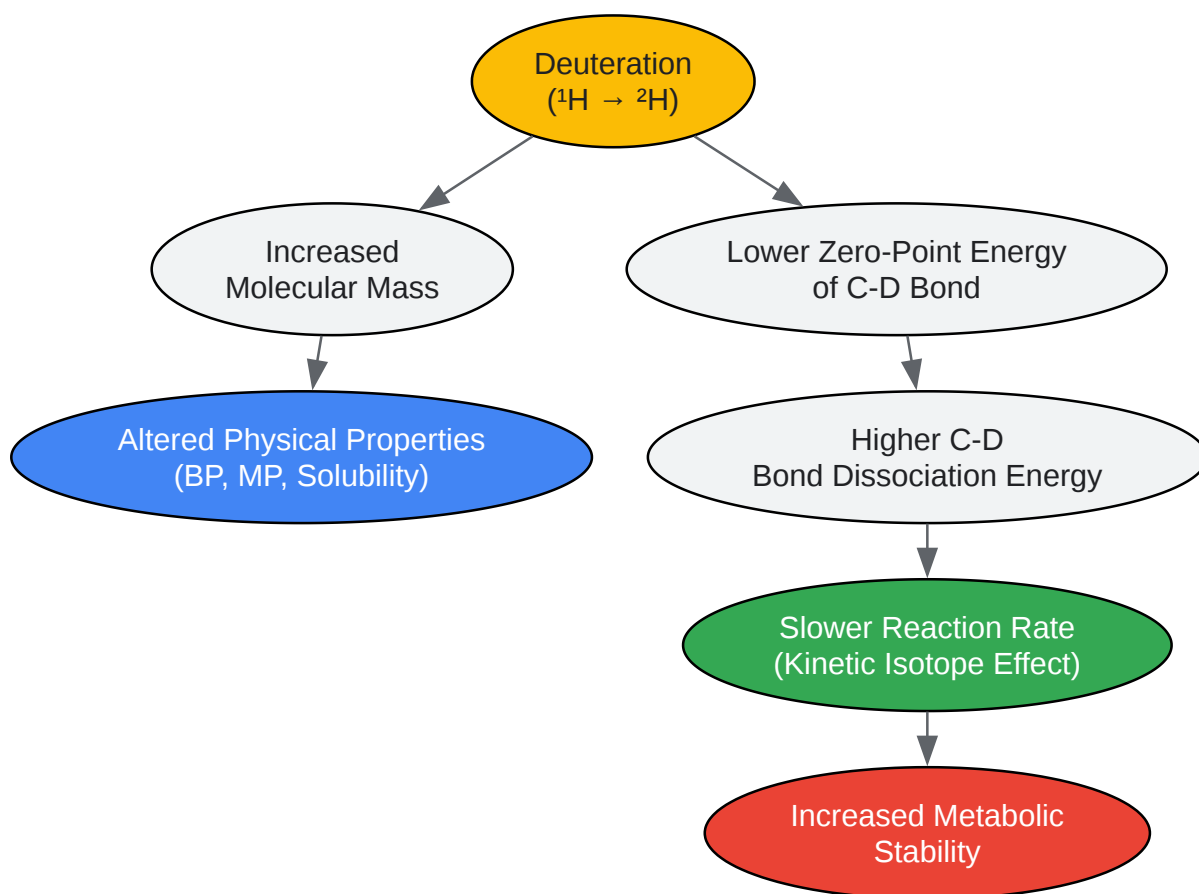 Deuteration
(¹H → ²H)
Increased
Molecular Mass
Lower Zero-Point Energy
of C-D Bond
Altered Physical Properties
(BP, MP, Solubility)
Higher C-D
Bond Dissociation Energy
Slower Reaction Rate
(Kinetic Isotope Effect)
Increased Metabolic
Stability